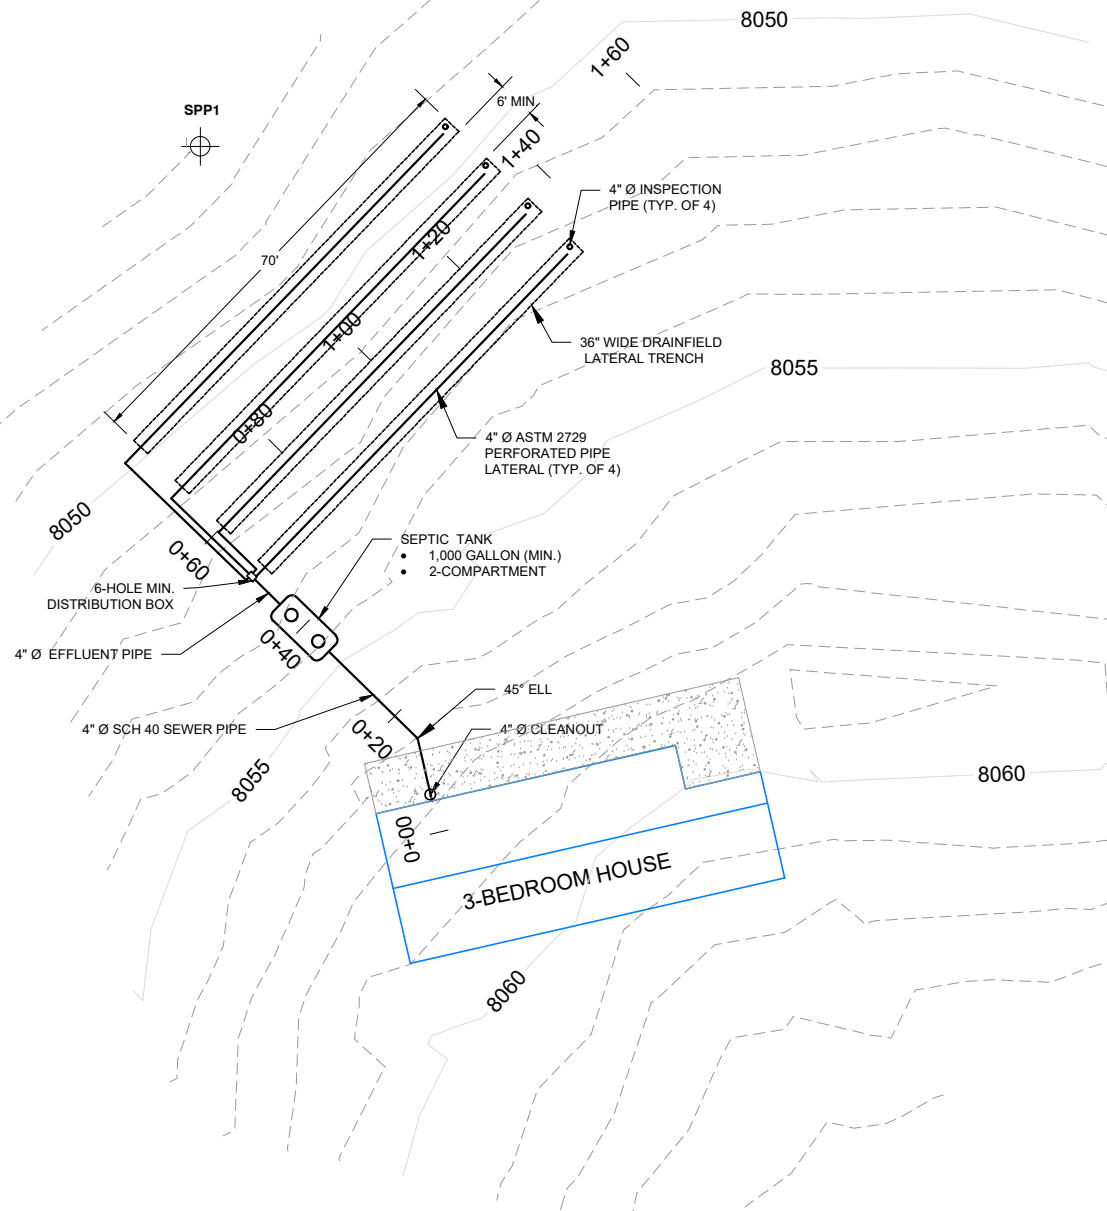 8050
1+60
SPP1
6' MIN.
1+40
4" Ø INSPECTION
PIPE (TYP. OF 4)
1+20
70'
1+00
36" WIDE DRAINFIELD
LATERAL TRENCH
8055
0+80
4" Ø ASTM 2729
PERFORATED PIPE
LATERAL (TYP. OF 4)
8050
0+60
SEPTIC TANK
• 1,000 GALLON (MIN.)
• 2-COMPARTMENT
6-HOLE MIN.
DISTRIBUTION BOX
0+40
4" Ø EFFLUENT PIPE
45° ELL
4" Ø SCH 40 SEWER PIPE
0+20
4" Ø CLEANOUT
8055
8060
0+00
3-BEDROOM HOUSE
8060